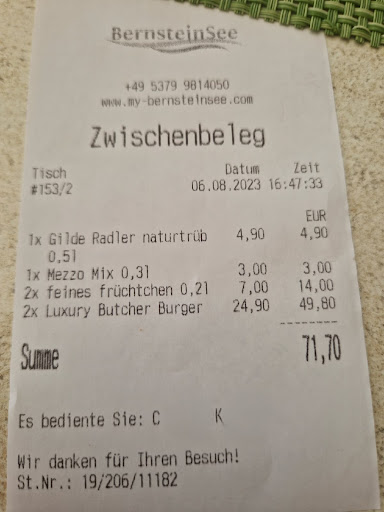 BernsteinSee
+49 5379 9814050
www.my-bernsteinsee.com
Zwischenbeleg
Tisch Datum Zeit
#153/2 06.08.2023 16:47:33
EUR
1x Gilde Radler naturtrüb 4,90 4,90
0,5l
1x Mezzo Mix 0,3l 3,00 3,00
2x feines früchtchen 0,2l 7,00 14,00
2x Luxury Butcher Burger 24,90 49,80
--------
Summe 71,70
Es bediente Sie: C K
Wir danken für Ihren Besuch!
St.Nr.: 19/206/11182